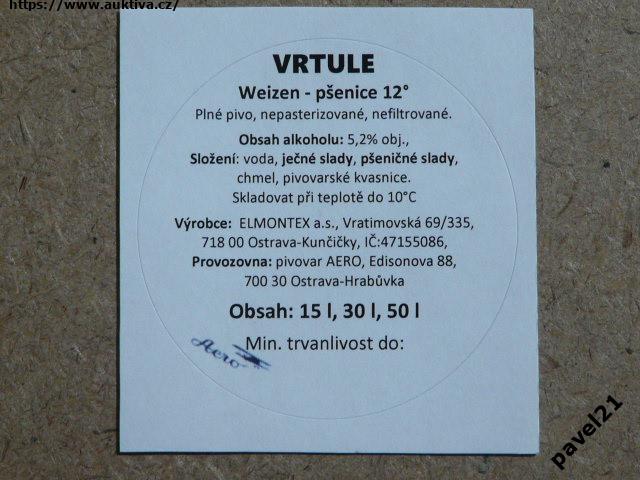 https://www.auktiva.cz/
VRTULE
Weizen - pšenice 12°
Plné pivo, nepasterizované, nefiltrované.
Obsah alkoholu: 5,2% obj.,
Složení: voda, ječné slady, pšeničné slady,
chmel, pivovarské kvasnice.
Skladovat při teplotě do 10°C
Výrobce: ELMONTEX a.s., Vratimovská 69/335,
718 00 Ostrava-Kunčičky, IČ:47155086,
Provozovna: pivovar AERO, Edisonova 88,
700 30 Ostrava-Hrabůvka
Obsah: 15 l, 30 l, 50 l
Min. trvanlivost do:
Aero
pavel21